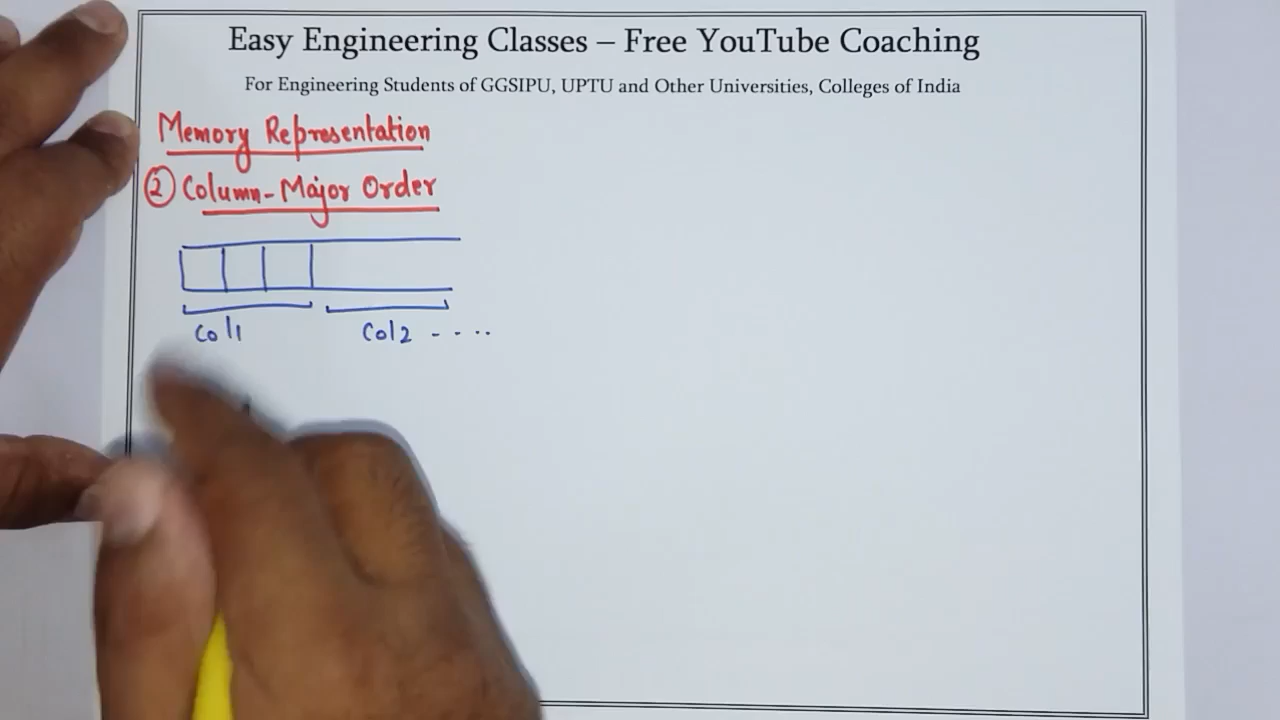 Easy Engineering Classes – Free YouTube Coaching
For Engineering Students of GGSIPU, UPTU and Other Universities, Colleges of India
Memory Representation
② Column-Major Order
Col1 Col2 - - - -